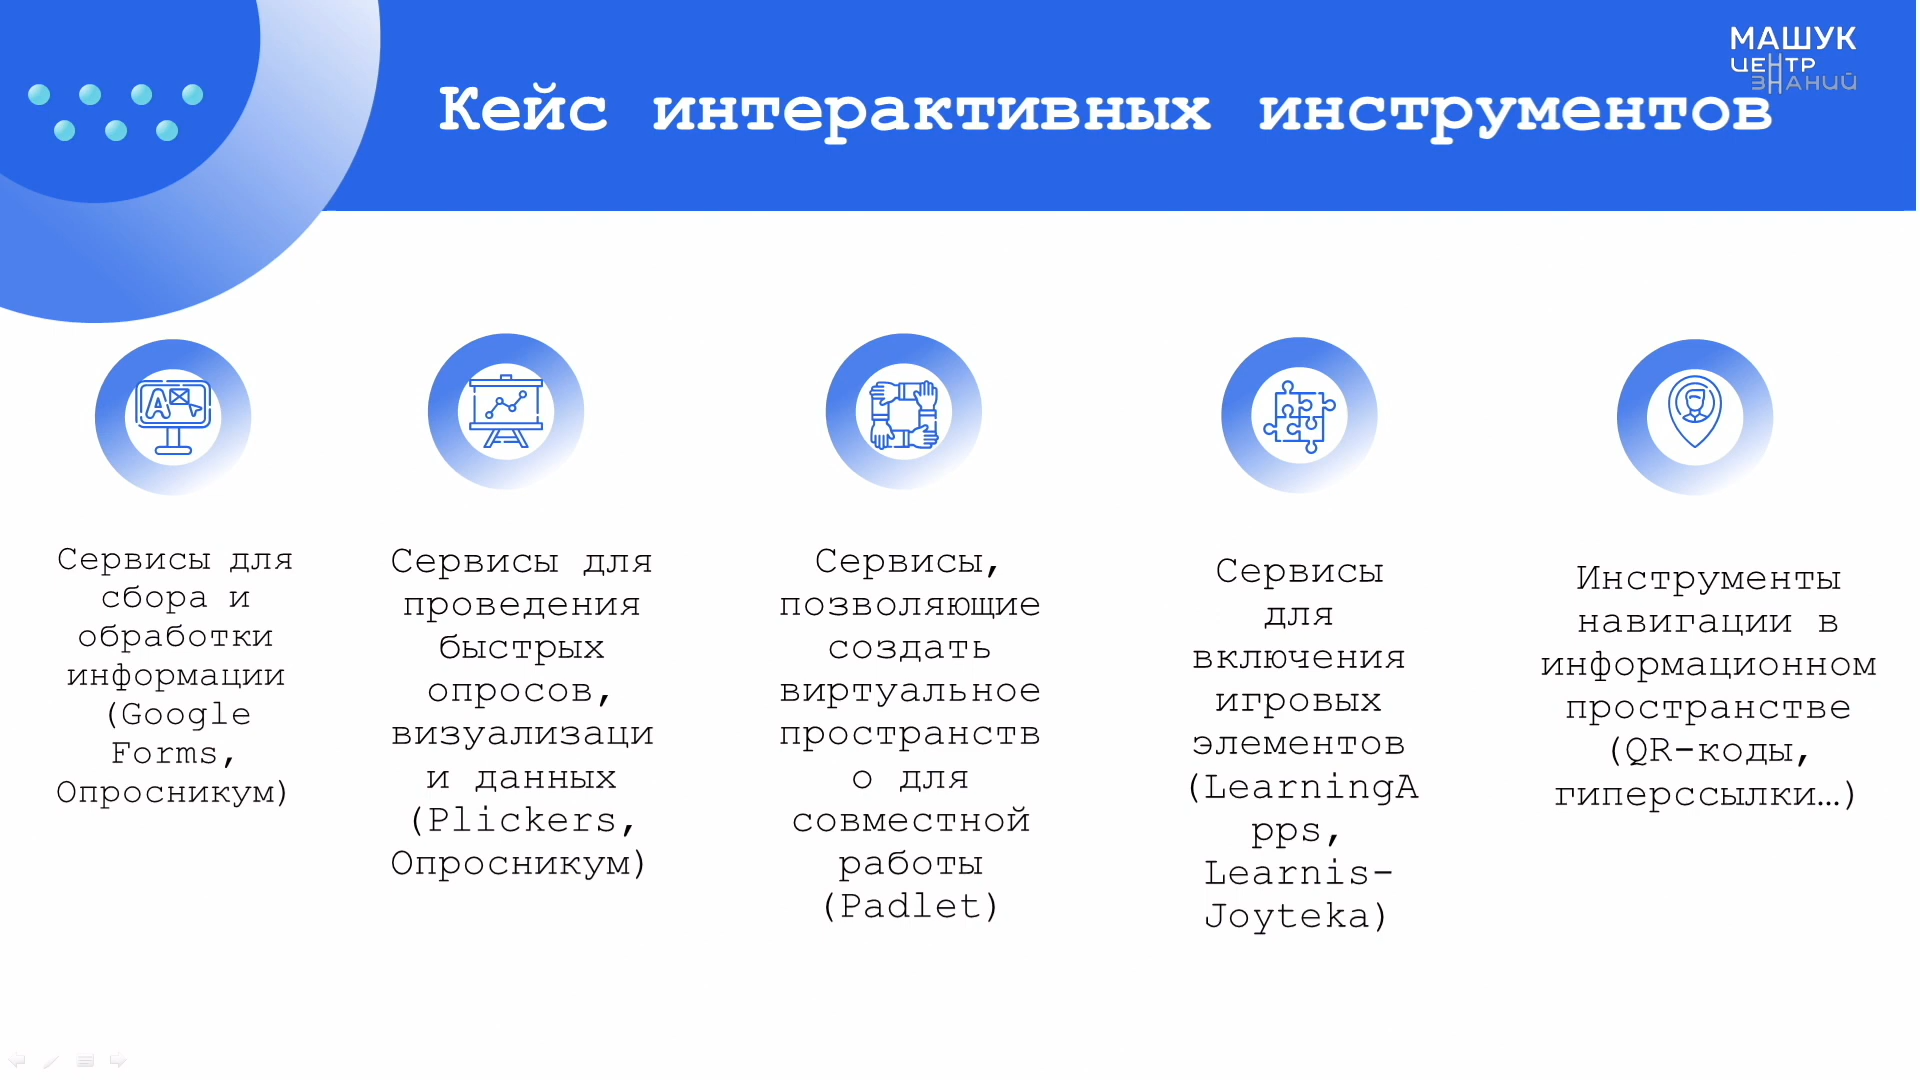 МАШУК
ЦЕНТР
ЗНАНИЙ
Кейс интерактивных инструментов
Сервисы для
сбора и
обработки
информации
(Google
Forms,
Опросникум)
Сервисы для
проведения
быстрых
опросов,
визуализаци
и данных
(Plickers,
Опросникум)
Сервисы,
позволяющие
создать
виртуальное
пространств
о для
совместной
работы
(Padlet)
Сервисы
для
включения
игровых
элементов
(LearningA
pps,
Learnis-
Joyteka)
Инструменты
навигации в
информационном
пространстве
(QR-коды,
гиперссылки…)